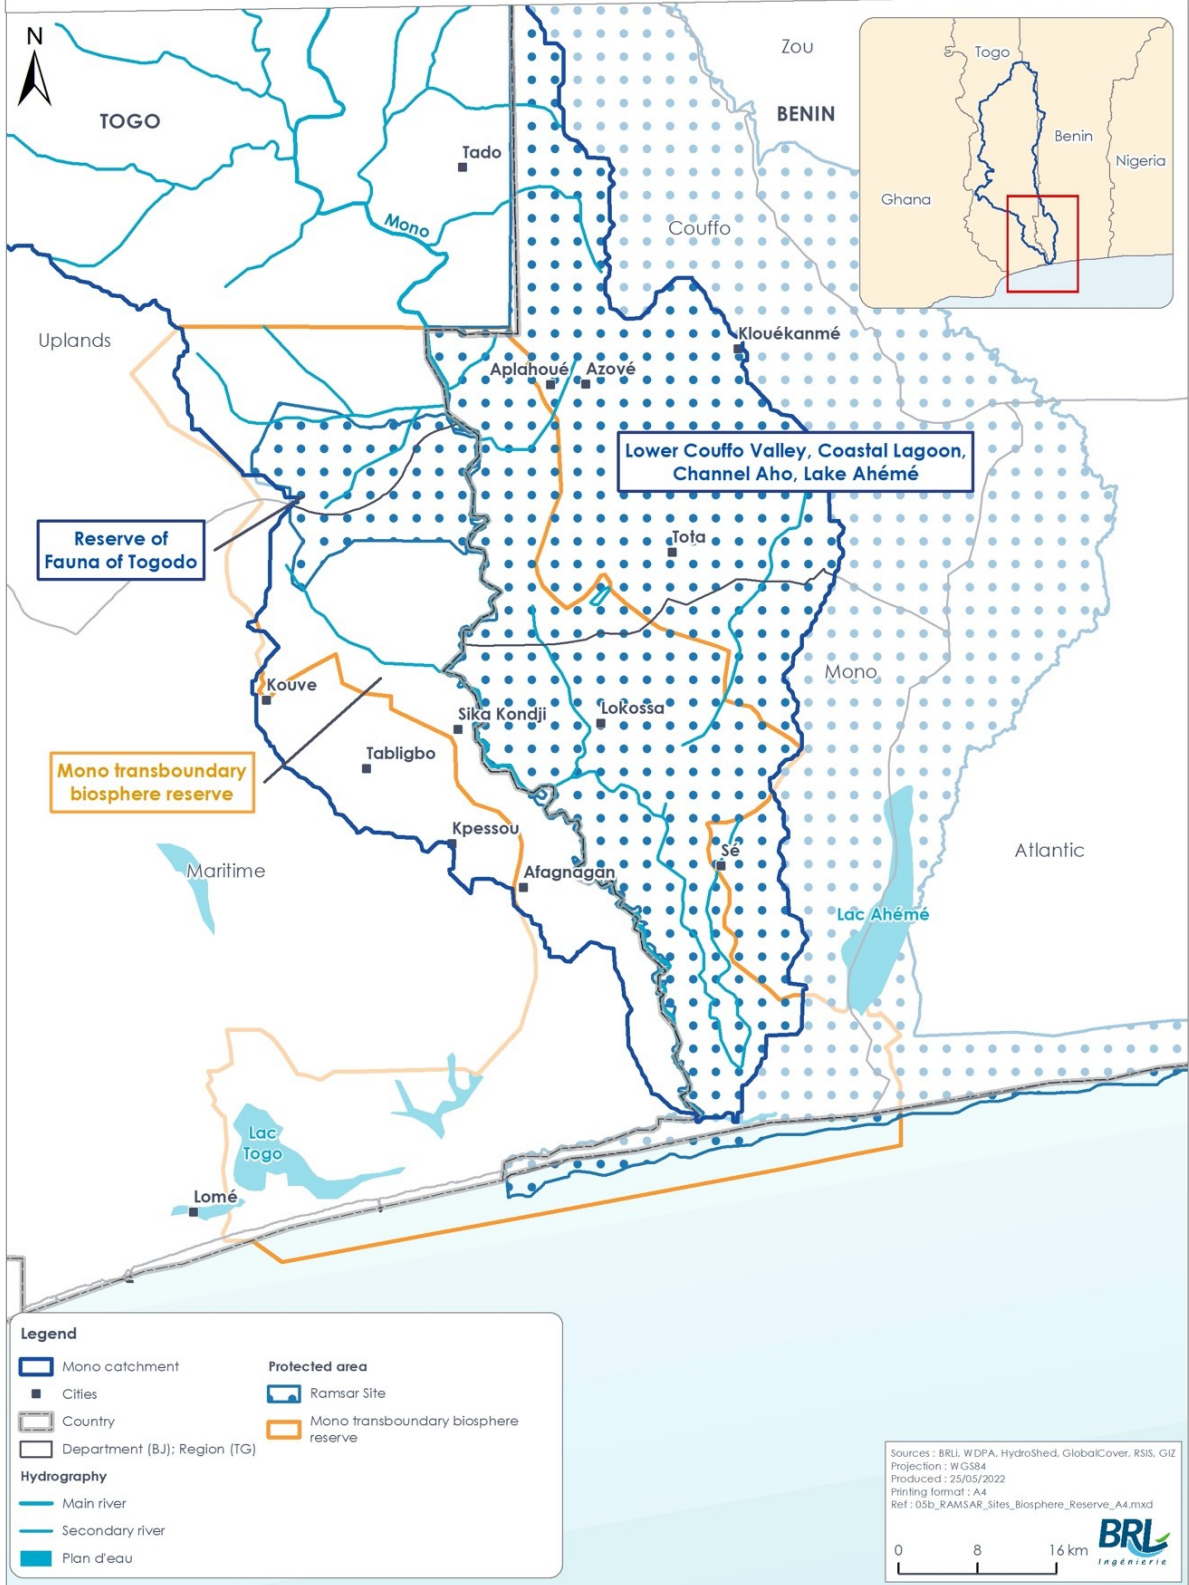 N
TOGO
Tado
Mono
Zou
BENIN
Couffo
Togo
Benin
Nigeria
Ghana
Uplands
Klouékanmé
Aplahoué
Azové
Lower Couffo Valley, Coastal Lagoon,
Channel Aho, Lake Ahémé
Reserve of
Fauna of Togodo
Tota
Mono
Kouve
Sika Kondji
Lokossa
Tabligbo
Mono transboundary
biosphere reserve
Kpessou
Sé
Atlantic
Maritime
Afagnagan
Lac Ahémé
Lac
Togo
Lomé
Legend
Mono catchment
Cities
Country
Department (BJ); Region (TG)
Hydrography
Main river
Secondary river
Plan d'eau
Protected area
Ramsar Site
Mono transboundary biosphere
reserve
Sources : BRLi, WDPA, HydroShed, GlobalCover, RSIS, GIZ
Projection : WGS84
Produced : 25/05/2022
Printing format : A4
Ref : 05b_RAMSAR_Sites_Biosphere_Reserve_A4.mxd
0 8 16 km
BRL
Ingénierie